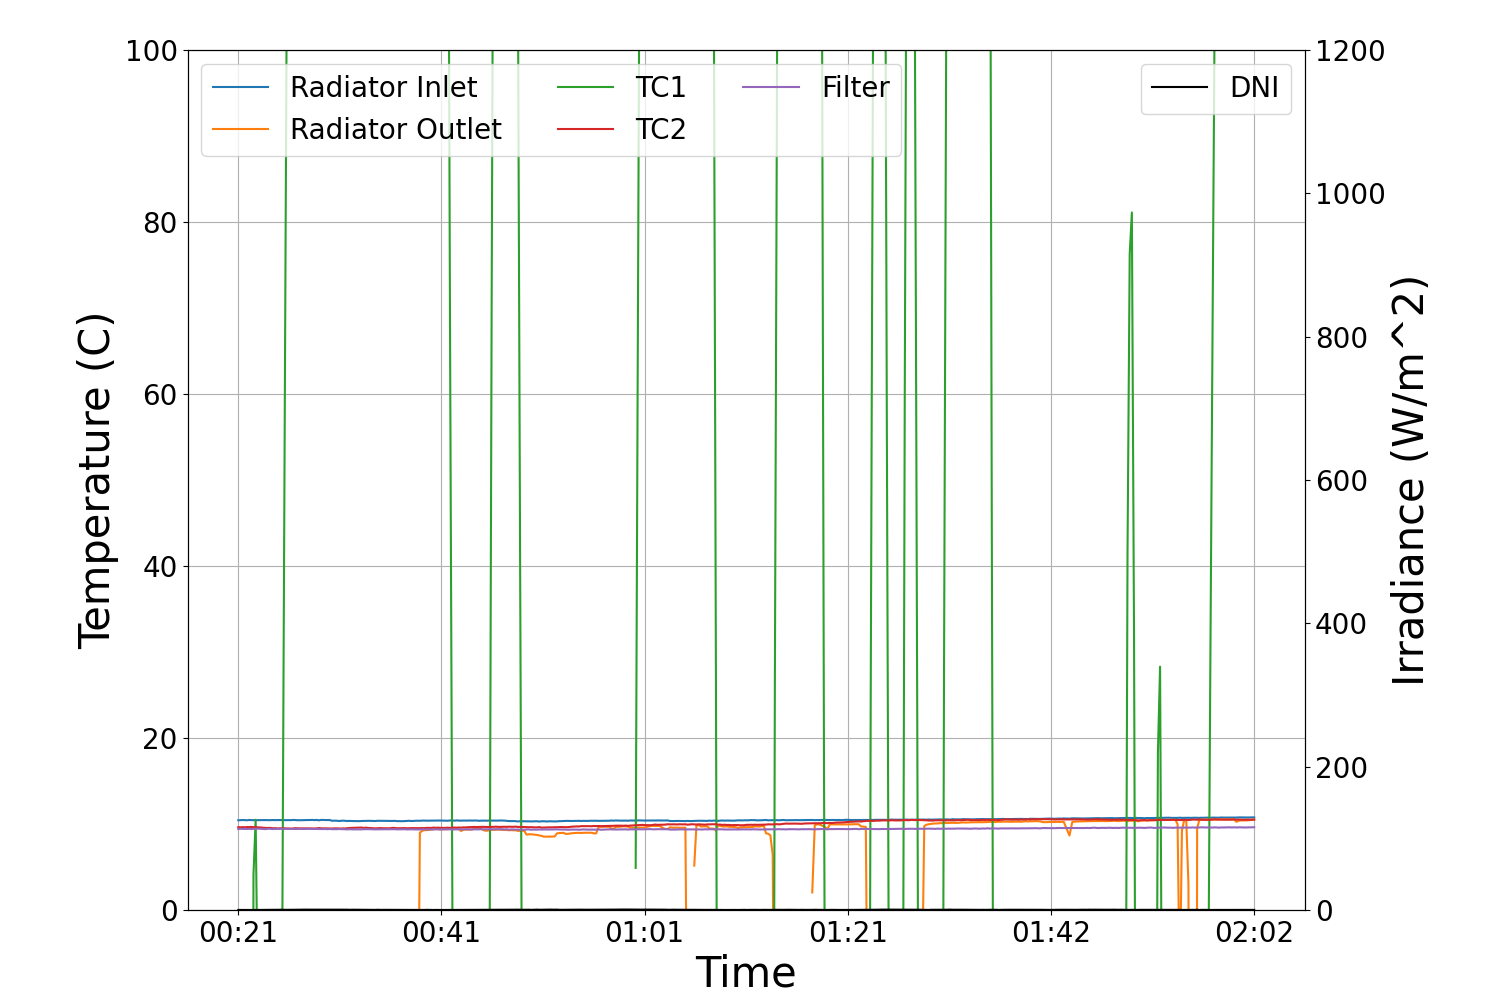 100
80
60
40
20
0
Temperature (C)
Radiator Inlet
Radiator Outlet
TC1
TC2
Filter
DNI
1200
1000
800
600
400
200
0
Irradiance (W/m^2)
00:21 00:41 01:01 01:21 01:42 02:02
Time